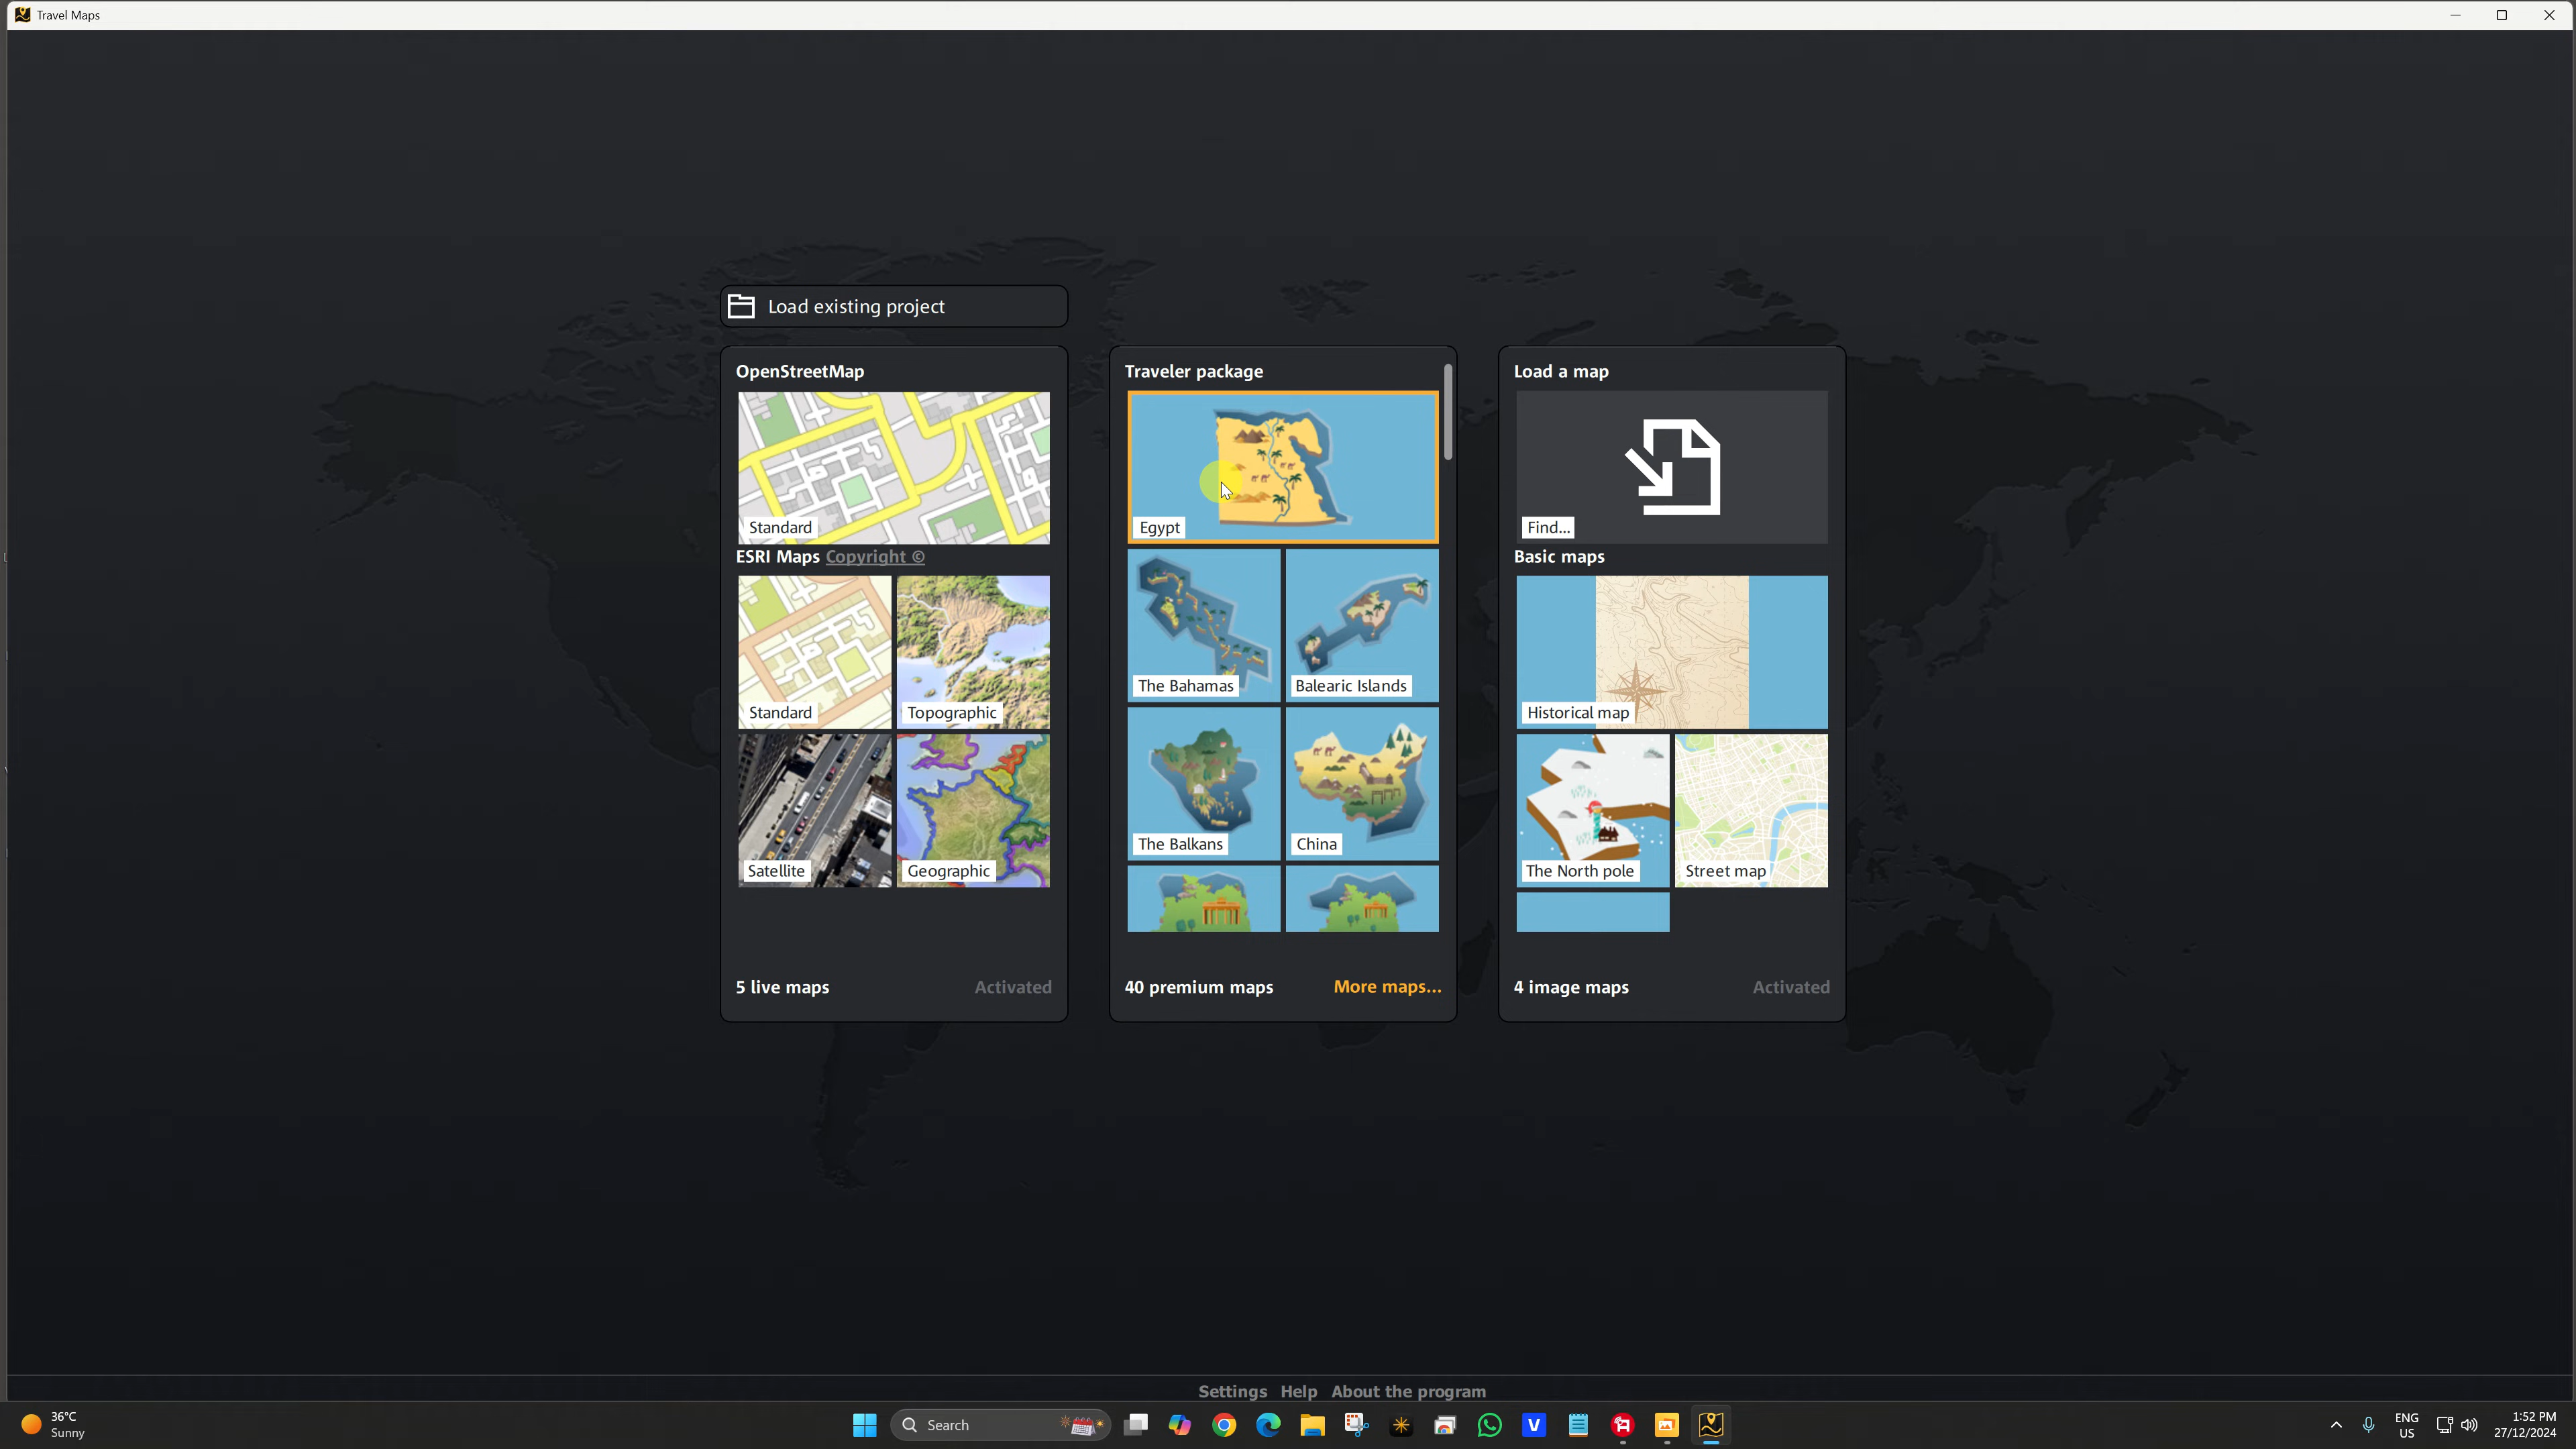 Travel Maps
Load existing project
OpenStreetMap
Standard
ESRI Maps Copyright ©
Standard
Topographic
Satellite
Geographic
5 live maps
Activated
Traveler package
Egypt
The Bahamas
Balearic Islands
The Balkans
China
40 premium maps
More maps...
Load a map
Find...
Basic maps
Historical map
The North pole
Street map
4 image maps
Activated
Settings Help About the program
36°C
Sunny
Search
V
ENG
US
1:52 PM
27/12/2024